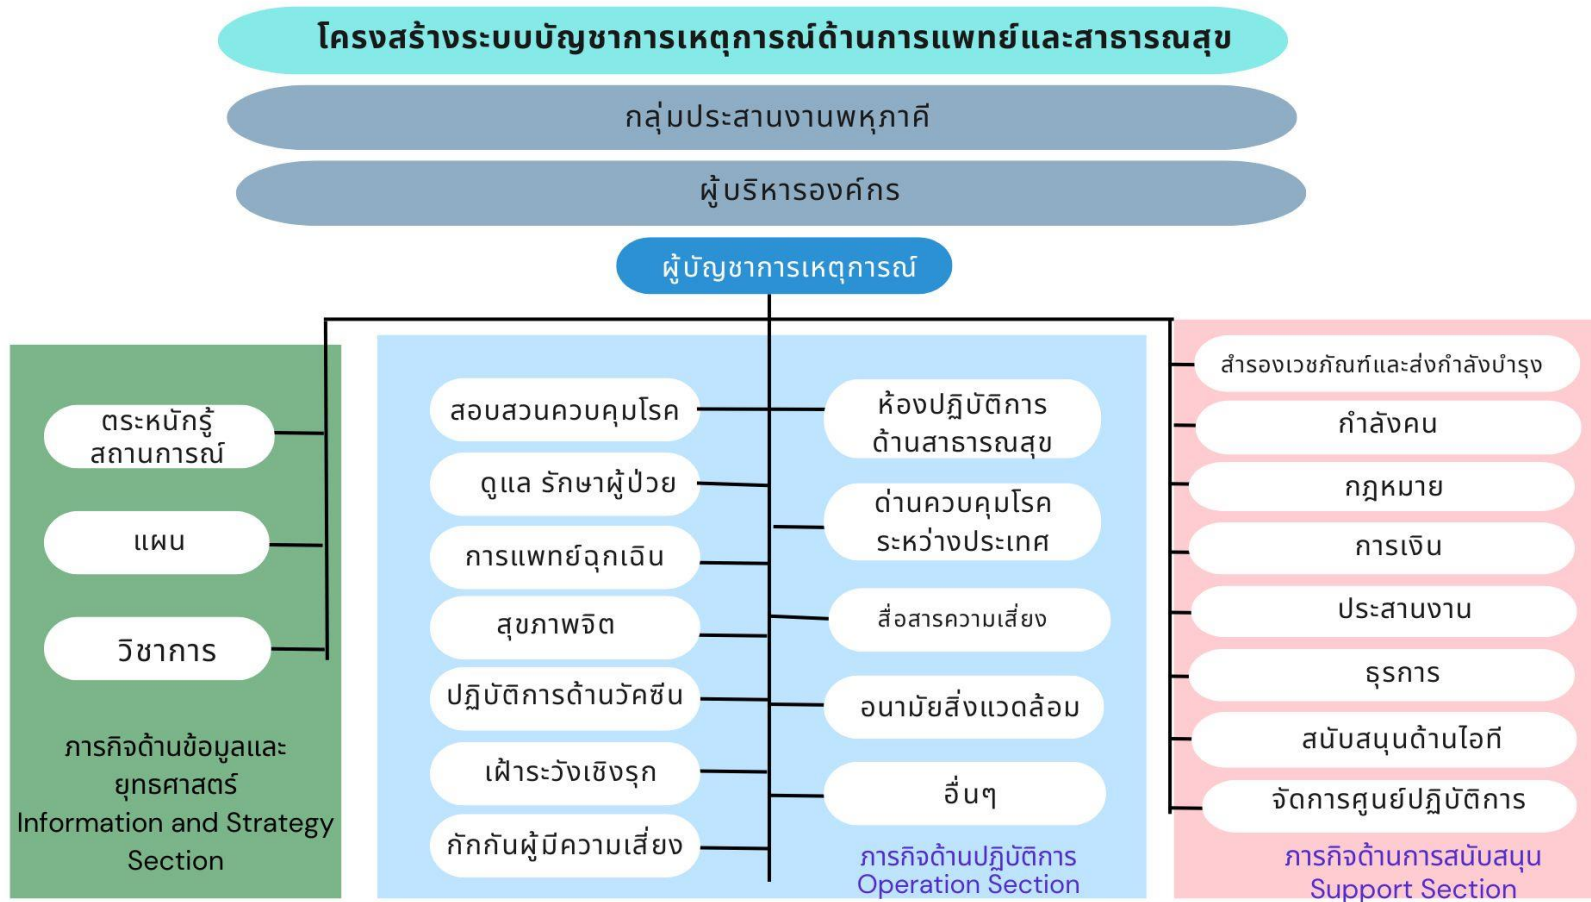 โครงสร้างระบบบัญชาการเหตุการณ์ด้านการแพทย์และสาธารณสุข
กลุ่มประสานงานพหุภาคี
ผู้บริหารองค์กร
ผู้บัญชาการเหตุการณ์
ตระหนักรู้
สถานการณ์
แผน
วิชาการ
ภารกิจด้านข้อมูลและ
ยุทธศาสตร์
Information and Strategy
Section
สอบสวนควบคุมโรค
ดูแล รักษาผู้ป่วย
การแพทย์ฉุกเฉิน
สุขภาพจิต
ปฏิบัติการด้านวัคซีน
เฝ้าระวังเชิงรุก
กักกันผู้มีความเสี่ยง
ห้องปฏิบัติการ
ด้านสาธารณสุข
ด่านควบคุมโรค
ระหว่างประเทศ
สื่อสารความเสี่ยง
อนามัยสิ่งแวดล้อม
อื่นๆ
ภารกิจด้านปฏิบัติการ
Operation Section
สำรองเวชภัณฑ์และส่งกำลังบำรุง
กำลังคน
กฎหมาย
การเงิน
ประสานงาน
ธุรการ
สนับสนุนด้านไอที
จัดการศูนย์ปฏิบัติการ
ภารกิจด้านการสนับสนุน
Support Section